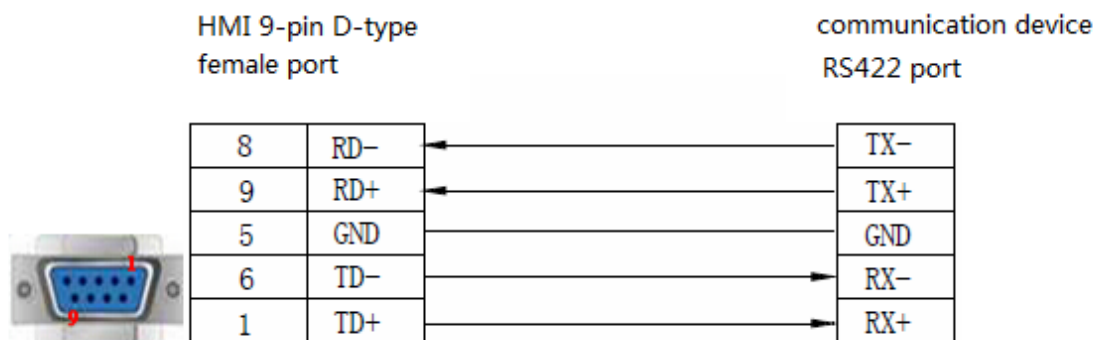 HMI 9-pin D-type communication device
female port RS422 port
8 RD- TX-
9 RD+ TX+
5 GND GND
1
6 TD- RX-
9
1 TD+ RX+